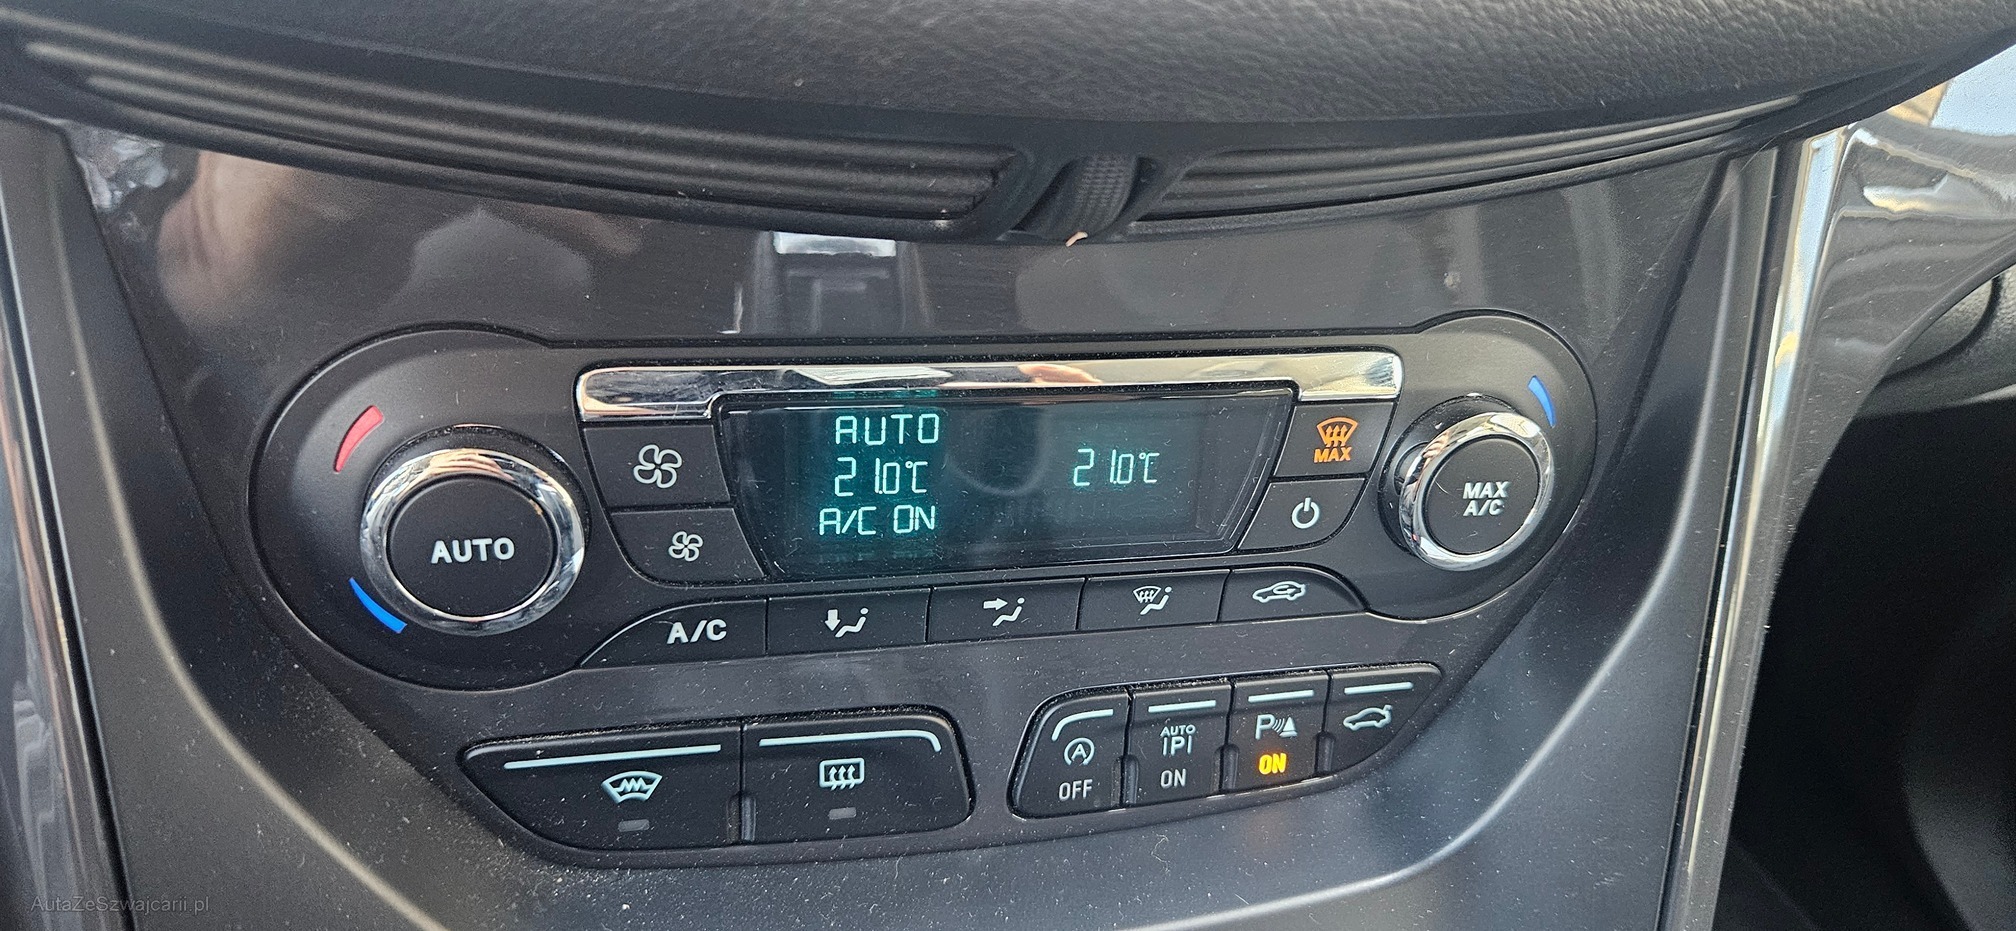 AUTO
21.0°C
21.0°C
A/C ON
MAX
AUTO
MAX
A/C
A/C
OFF
AUTO
P
ON
P
ON
A
AutaZeSzwajcarii.pl